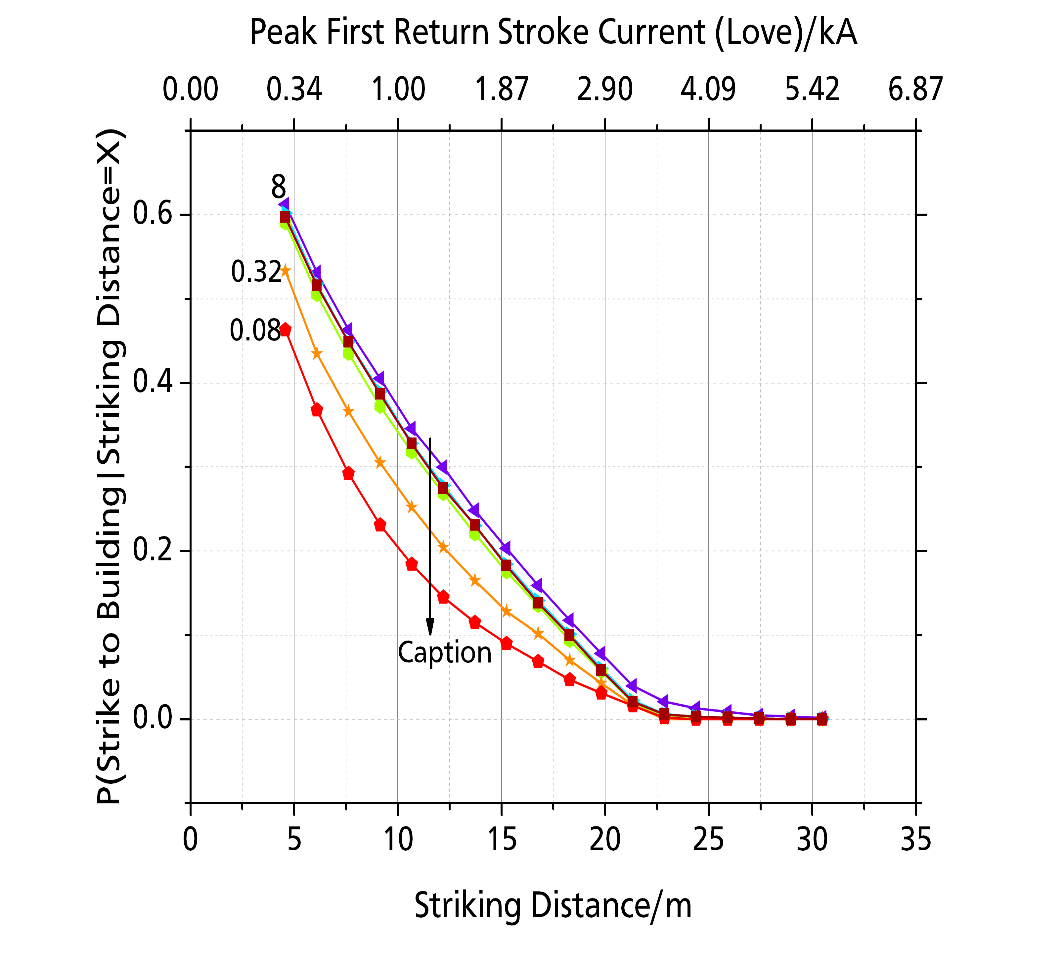 Peak First Return Stroke Current (Love)/kA
0.00 0.34 1.00 1.87 2.90 4.09 5.42 6.87
P(Strike to Building|Striking Distance=X)
8
0.6
0.32
0.08
0.4
0.2
Caption
0.0
0 5 10 15 20 25 30 35
Striking Distance/m